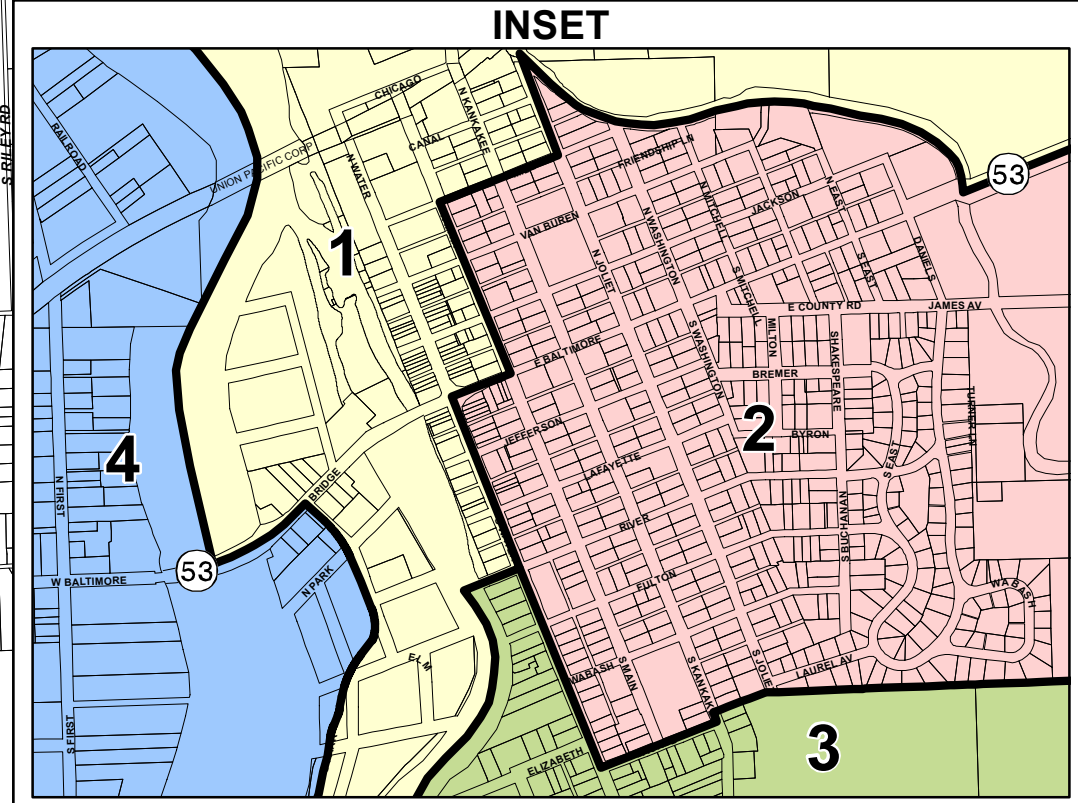 INSET
S RILEY RD
RAILROAD
UNION PACIFIC CORP
CHICAGO
N KANKAKEE
CANAL
N WATER
1
FRIENDSHIP LN
53
VAN BUREN
N JOLIET
N WASHINGTON
N MITCHELL
JACKSON
N EAST
S EAST
DANIELS
S MITCHELL
E COUNTY RD
JAMES AV
MILTON
SHAKESPEARE
E BALTIMORE
S WASHINGTON
BREMER
TURNER LN
2
BYRON
JEFFERSON
LAFAYETTE
S EAST
4
N FIRST
BRIDGE
RIVER
S BUCHANAN
53
W BALTIMORE
N PARK
FULTON
WABASH
ELM
WABASH
S MAIN
S KANKAK
S JOLIE
LAUREL AV
S FIRST
ELIZABETH
3